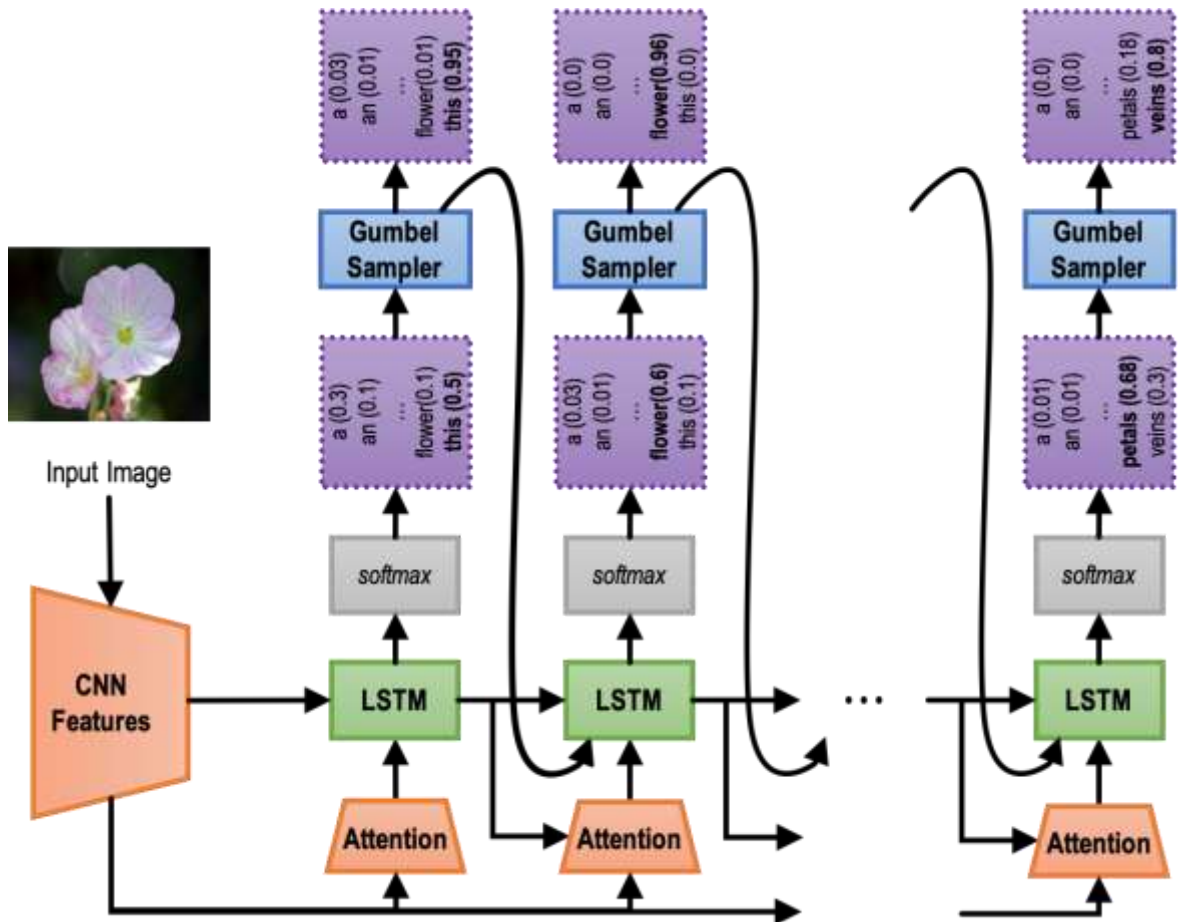 a (0.03)
an (0.01)
...
flower(0.01)
this (0.95)
a (0.0)
an (0.0)
...
flower(0.96)
this (0.0)
a (0.0)
an (0.0)
...
petals (0.18)
veins (0.8)
Gumbel
Sampler
Gumbel
Sampler
Gumbel
Sampler
a (0.3)
an (0.1)
...
flower(0.1)
this (0.5)
a (0.03)
an (0.01)
...
flower(0.6)
this (0.1)
a (0.01)
an (0.01)
...
petals (0.68)
veins (0.3)
Input Image
softmax
softmax
softmax
CNN
Features
LSTM
LSTM
...
LSTM
Attention
Attention
Attention